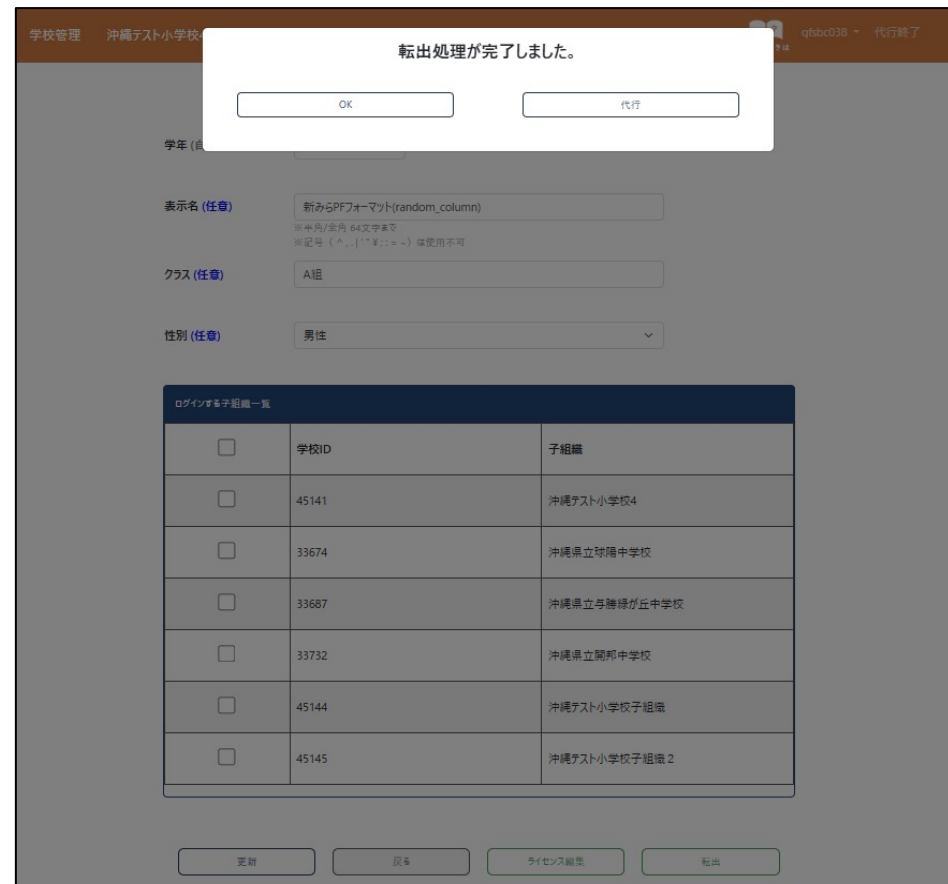 学校管理 沖縄テスト小学校4 qfsbc038 代行終了
転出処理が完了しました。
OK 代行
学年
表示名 (任意) 新みらPFフォーマット(random_column)
※半角/全角 64文字まで
クラス (任意) A組
性別 (任意) 男性
ログインする子組織一覧
学校ID 子組織
45141 沖縄テスト小学校4
33674 沖縄県立球陽中学校
33687 沖縄県立与勝緑が丘中学校
33732 沖縄県立開邦中学校
45144 沖縄テスト小学校子組織
45145 沖縄テスト小学校子組織2
更新 戻る ライセンス編集 転出